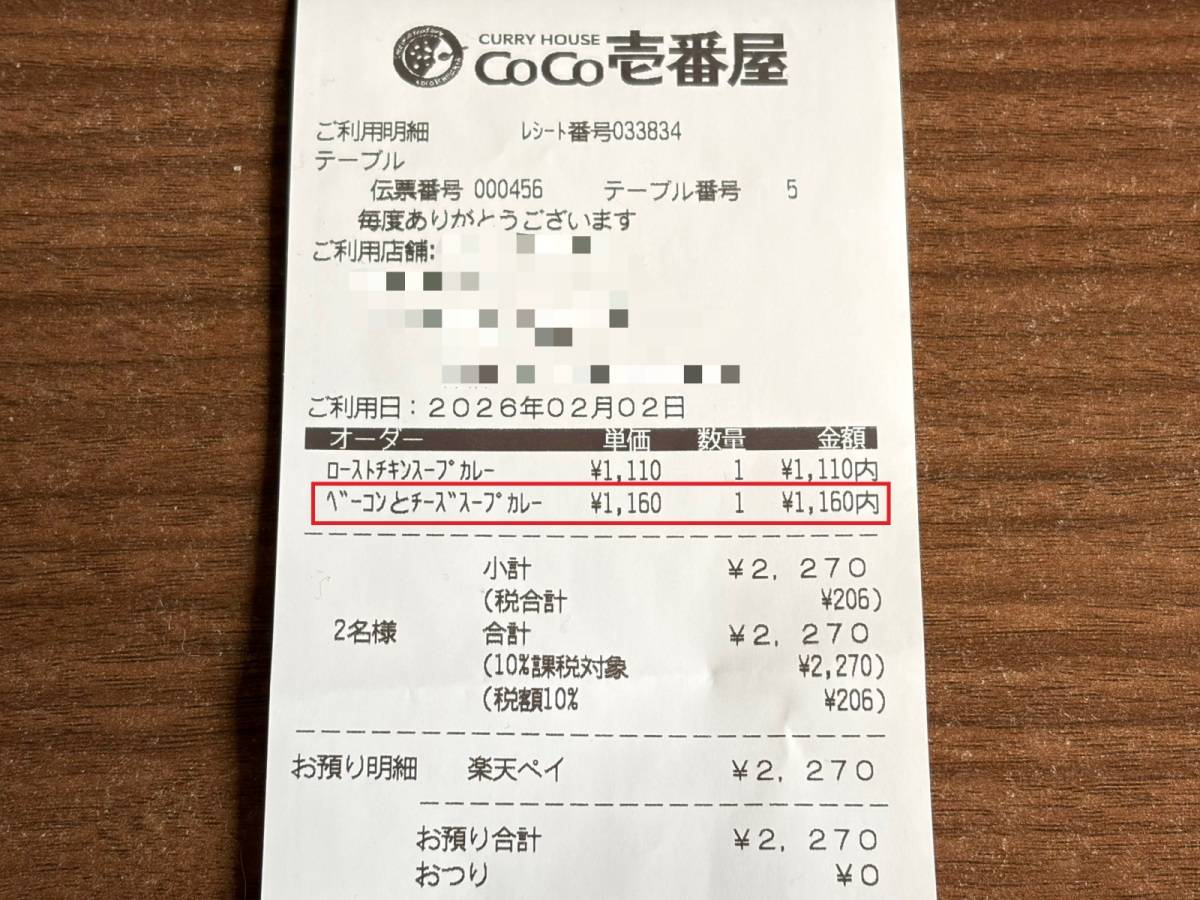 CURRY HOUSE
CoCo壱番屋
ご利用明細 ﾚｼｰﾄ番号033834
テーブル
伝票番号 000456 テーブル番号 5
毎度ありがとうございます
ご利用店舗:
ご利用日：２０２６年０２月０２日
オーダー 単価 数量 金額
ﾛｰｽﾄﾁｷﾝｽｰﾌﾟｶﾚｰ ¥1,110 1 ¥1,110内
ﾍﾞｰｺﾝとﾁｰｽﾞｽｰﾌﾟｶﾚｰ ¥1,160 1 ¥1,160内
小計 ￥２，２７０
(税合計 ¥206)
2名様 合計 ￥２，２７０
(10%課税対象 ¥2,270)
(税額10% ¥206)
お預り明細 楽天ペイ ￥２，２７０
お預り合計 ￥２，２７０
おつり ￥０